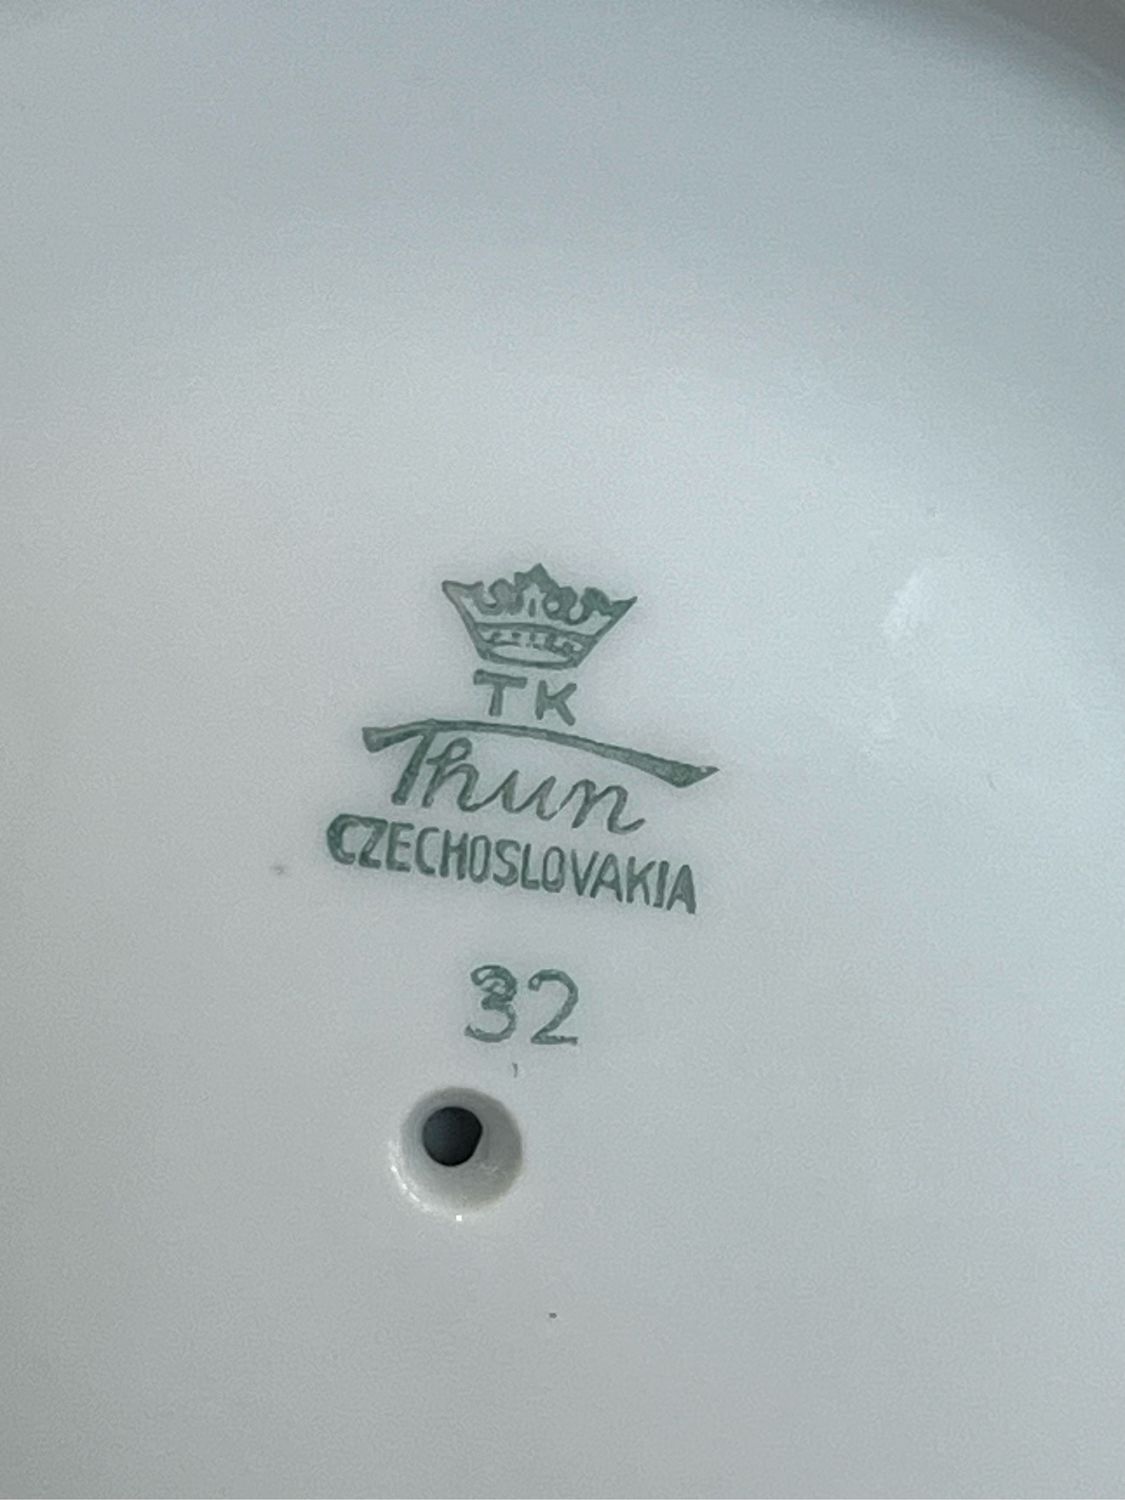 TK
Thun
CZECHOSLOVAKIA
32